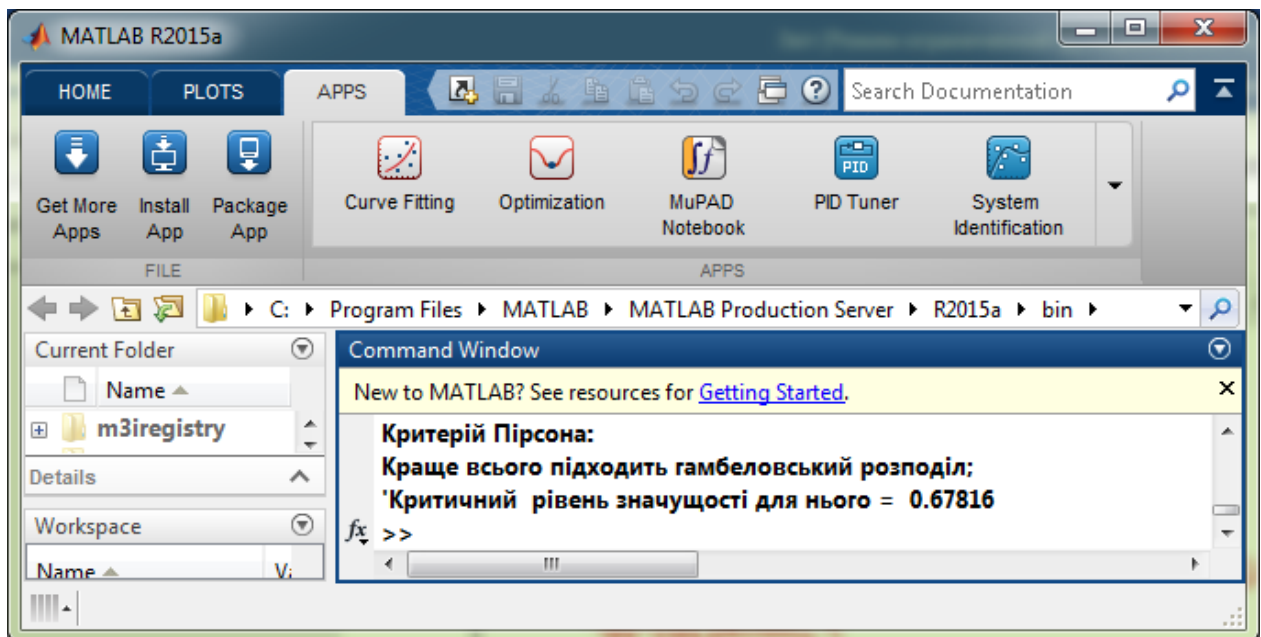 MATLAB R2015a
HOME PLOTS APPS Search Documentation
Get More Apps
Install App
Package App
Curve Fitting
Optimization
MuPAD Notebook
PID
PID Tuner
System Identification
FILE APPS
C: Program Files MATLAB MATLAB Production Server R2015a bin
Current Folder
Name
m3iregistry
Details
Workspace
Name
Command Window
New to MATLAB? See resources for Getting Started.
Критерій Пірсона:
Краще всього підходить гамбеловський розподіл;
'Критичний рівень значущості для нього = 0.67816
fx >>